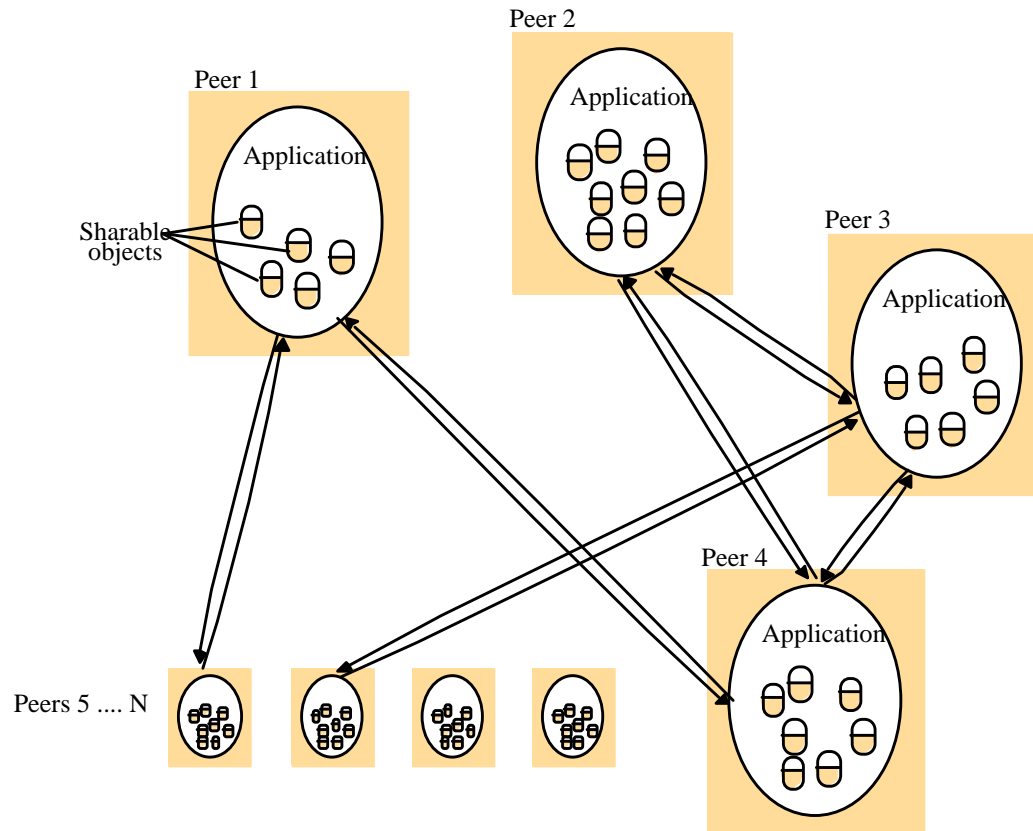 Peer 2
Peer 1
Application
Application
Sharable
objects
Peer 3
Application
Peer 4
Application
Peers 5 .... N